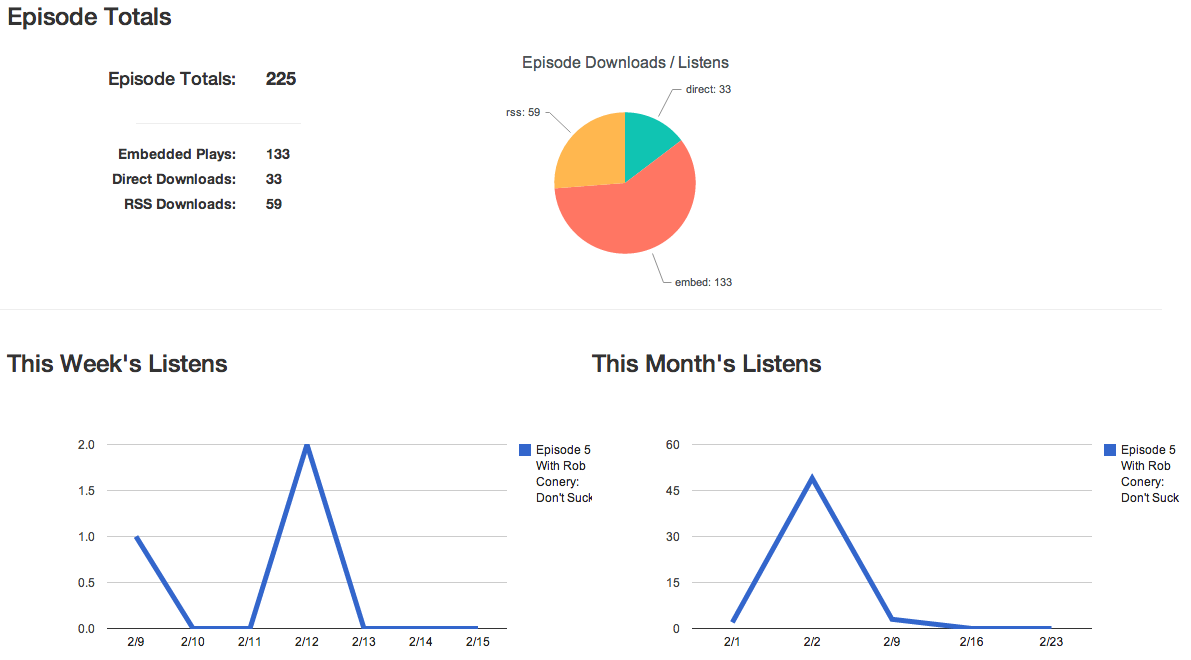 Episode Totals
Episode Totals: 225
Embedded Plays: 133
Direct Downloads: 33
RSS Downloads: 59
Episode Downloads / Listens
direct: 33
rss: 59
embed: 133
This Week's Listens
2.0
1.5
1.0
0.5
0.0
2/9 2/10 2/11 2/12 2/13 2/14 2/15
Episode 5
With Rob
Conery:
Don't Suck
This Month's Listens
60
45
30
15
0
2/1 2/2 2/9 2/16 2/23
Episode 5
With Rob
Conery:
Don't Suck